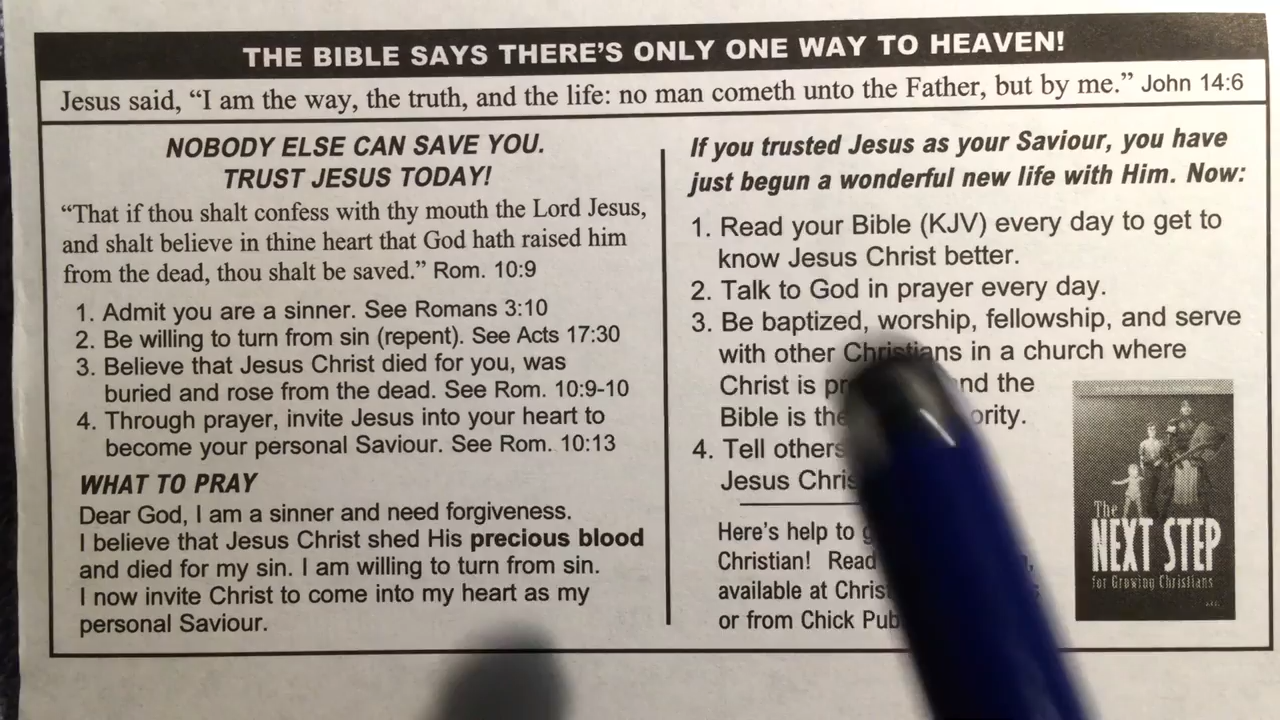 THE BIBLE SAYS THERE'S ONLY ONE WAY TO HEAVEN!
Jesus said, “I am the way, the truth, and the life: no man cometh unto the Father, but by me.” John 14:6
NOBODY ELSE CAN SAVE YOU.
TRUST JESUS TODAY!
“That if thou shalt confess with thy mouth the Lord Jesus,
and shalt believe in thine heart that God hath raised him
from the dead, thou shalt be saved.” Rom. 10:9
1. Admit you are a sinner. See Romans 3:10
2. Be willing to turn from sin (repent). See Acts 17:30
3. Believe that Jesus Christ died for you, was
buried and rose from the dead. See Rom. 10:9-10
4. Through prayer, invite Jesus into your heart to
become your personal Saviour. See Rom. 10:13
WHAT TO PRAY
Dear God, I am a sinner and need forgiveness.
I believe that Jesus Christ shed His precious blood
and died for my sin. I am willing to turn from sin.
I now invite Christ to come into my heart as my
personal Saviour.
If you trusted Jesus as your Saviour, you have
just begun a wonderful new life with Him. Now:
1. Read your Bible (KJV) every day to get to
know Jesus Christ better.
2. Talk to God in prayer every day.
3. Be baptized, worship, fellowship, and serve
with other Christians in a church where
Christ is and the
Bible is
4. Tell others
Jesus
Here's help to
Christian! Read
available at
or from Chick
The
NEXT STEP
for Growing Christians